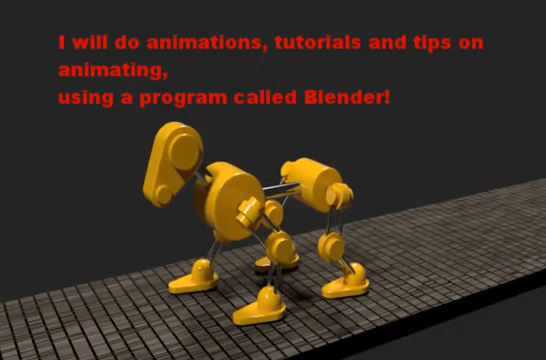 I will do animations, tutorials and tips on
animating,
using a program called Blender!